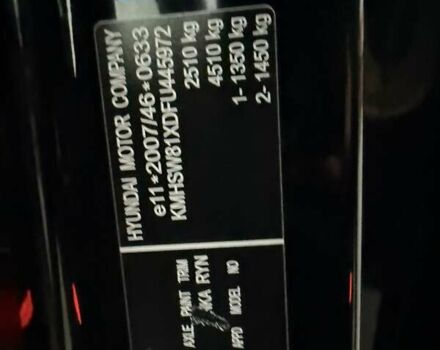 HYUNDAI MOTOR COMPANY
e11*2007/46*0633
KMHSW81XDFU445972
2510 kg
4510 kg
1- 1350 kg
2- 1450 kg
AXLE PAINT TRIM
KA RYN
APPD MODEL NO